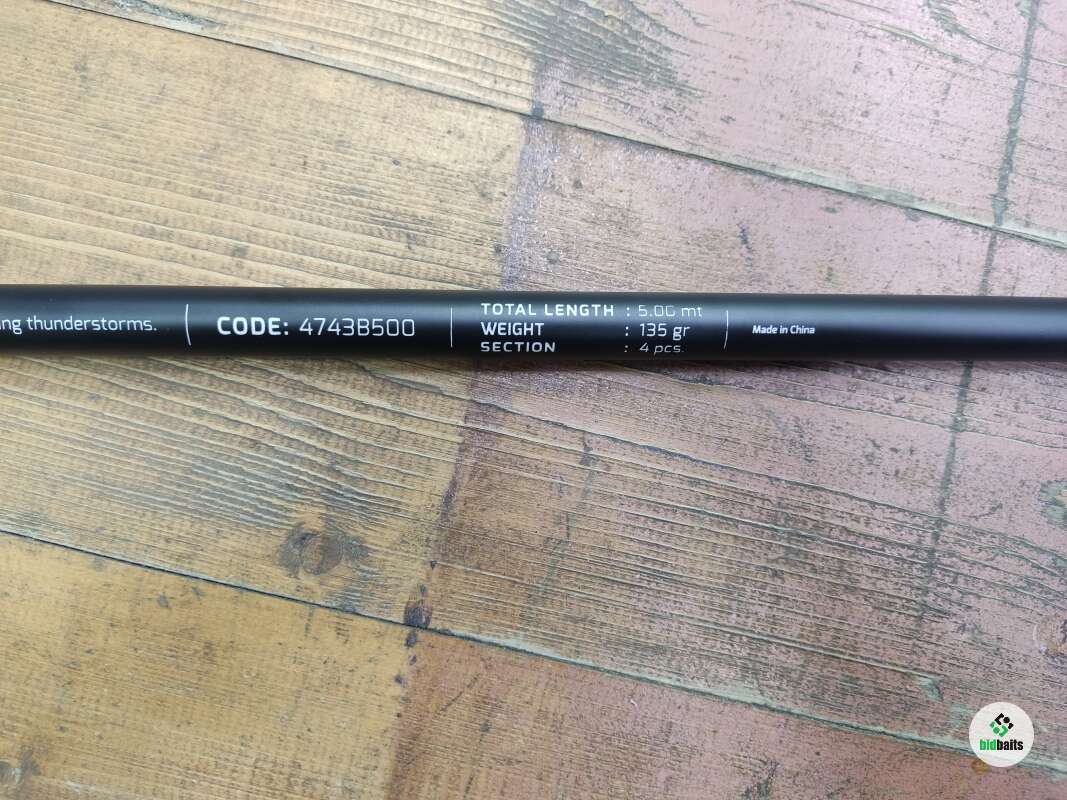 thunderstorms.
CODE: 4743B500
TOTAL LENGTH : 5.00 mt
WEIGHT : 135 gr
SECTION : 4 pcs.
Made in China
bidbaits